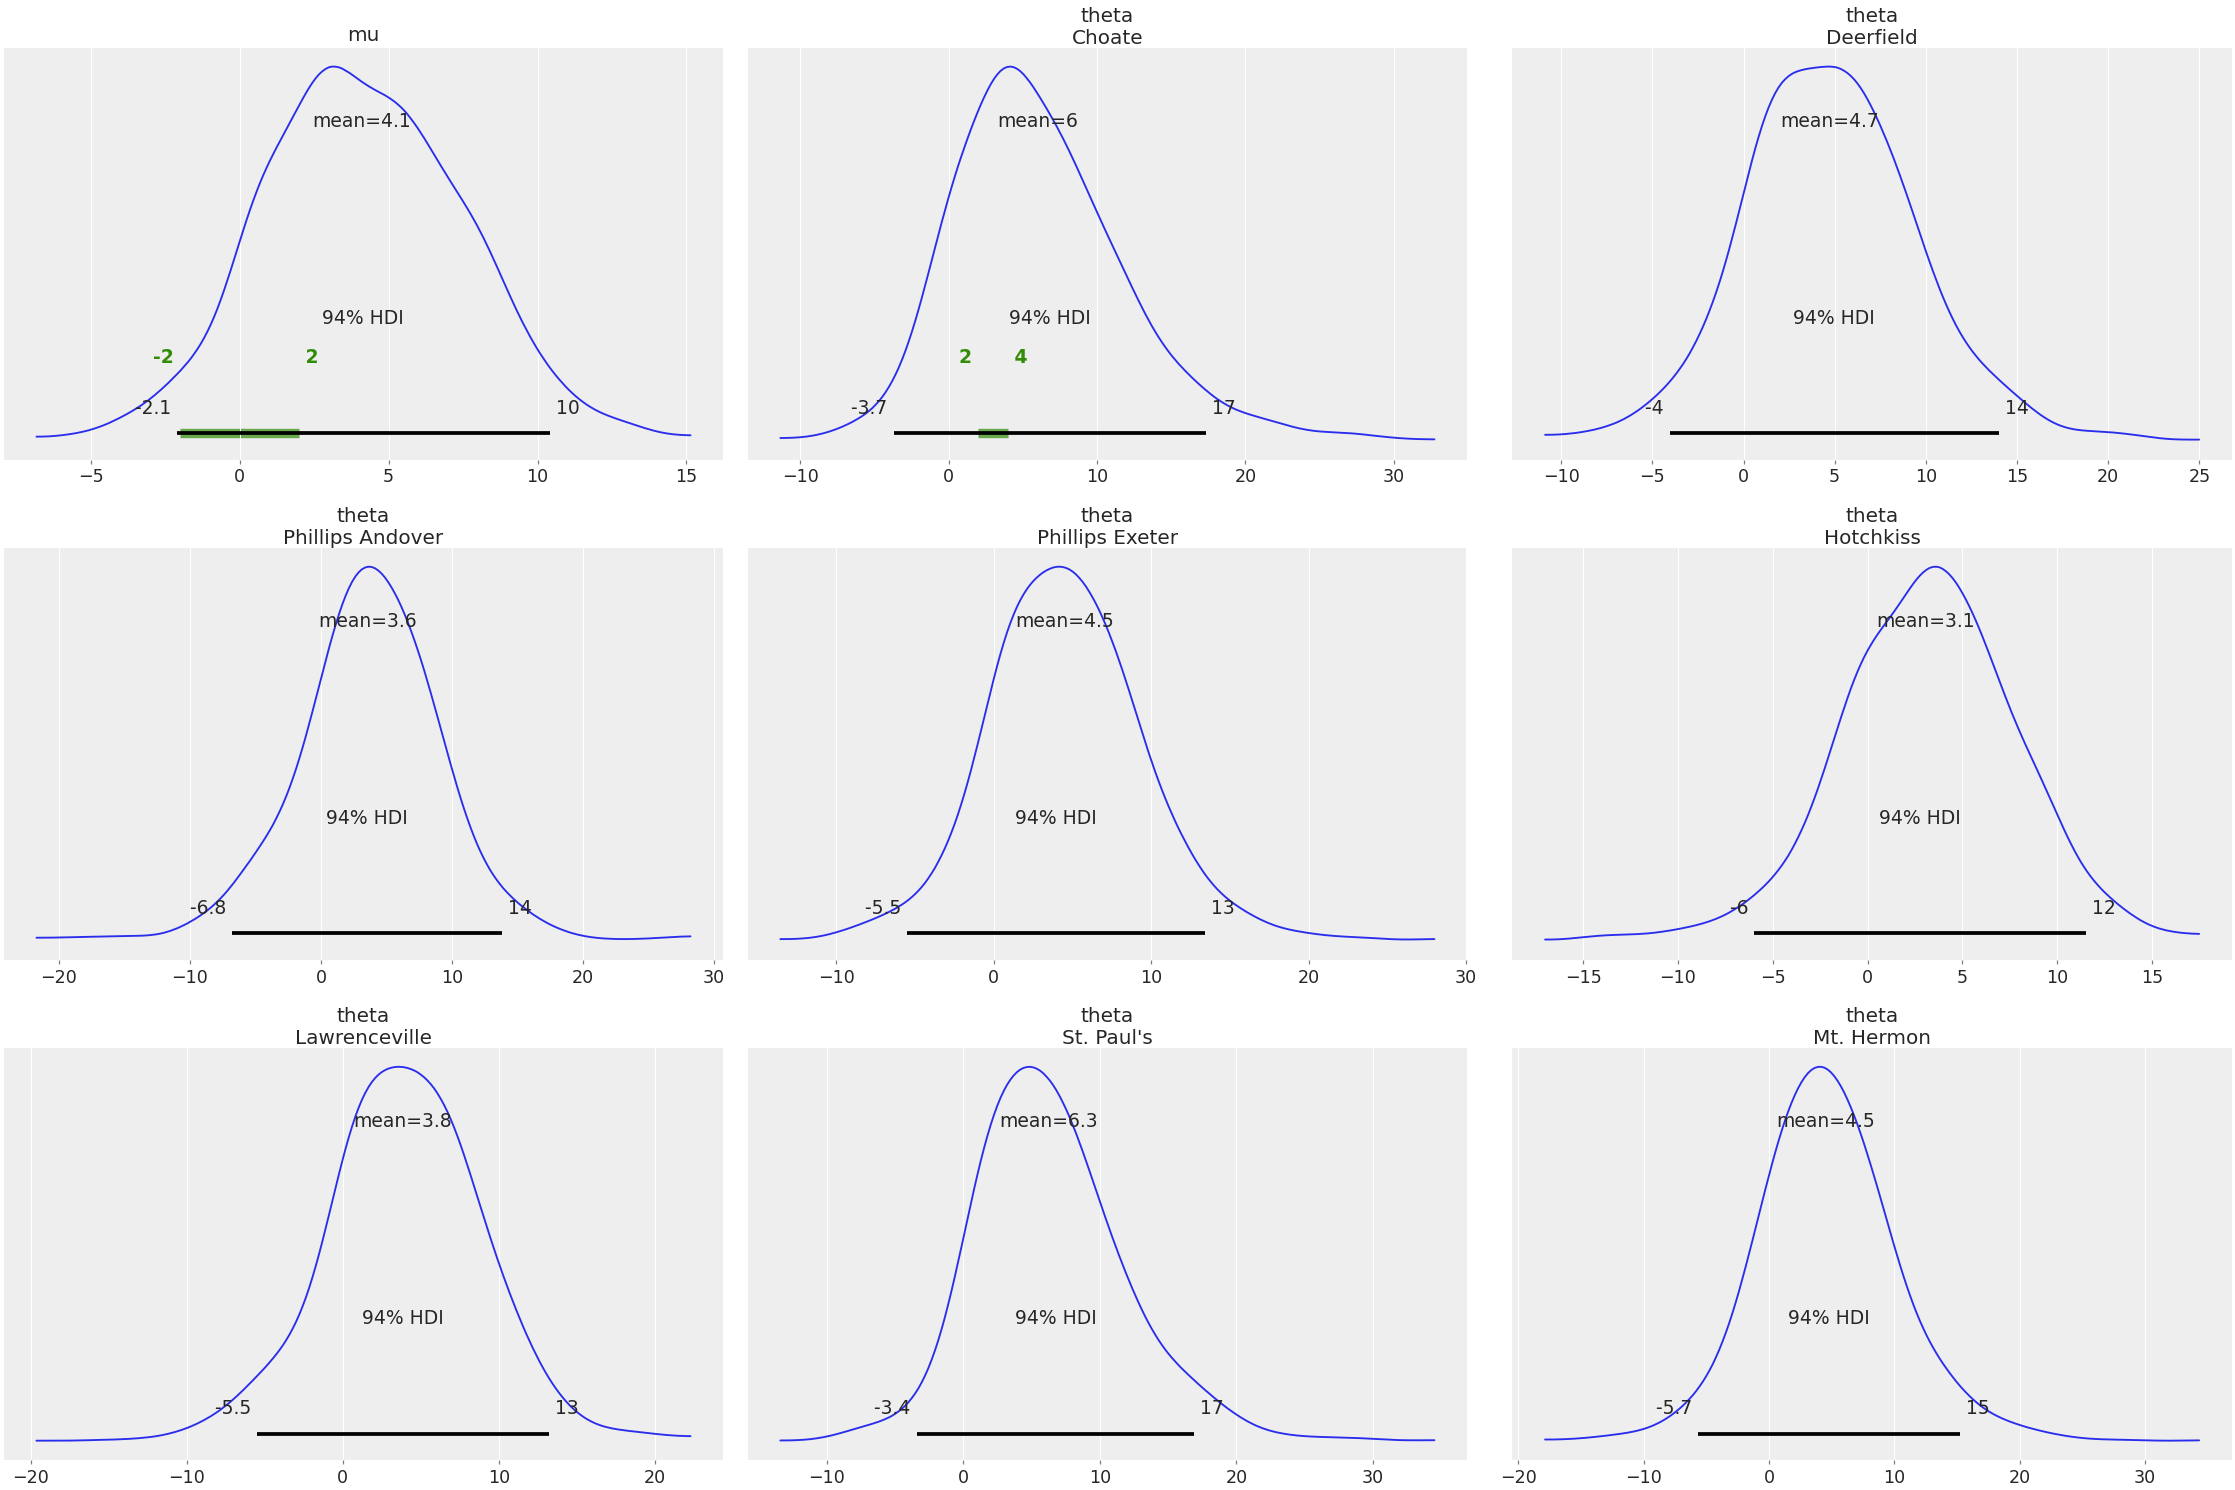 mu
mean=4.1
94% HDI
-2 2
-2.1 10
−5 0 5 10 15
theta
Choate
mean=6
94% HDI
2 4
-3.7 17
−10 0 10 20 30
theta
Deerfield
mean=4.7
94% HDI
-4 14
−10 −5 0 5 10 15 20 25
theta
Phillips Andover
mean=3.6
94% HDI
-6.8 14
−20 −10 0 10 20 30
theta
Phillips Exeter
mean=4.5
94% HDI
-5.5 13
−10 0 10 20 30
theta
Hotchkiss
mean=3.1
94% HDI
-6 12
−15 −10 −5 0 5 10 15
theta
Lawrenceville
mean=3.8
94% HDI
-5.5 13
−20 −10 0 10 20
theta
St. Paul's
mean=6.3
94% HDI
-3.4 17
−10 0 10 20 30
theta
Mt. Hermon
mean=4.5
94% HDI
-5.7 15
−20 −10 0 10 20 30